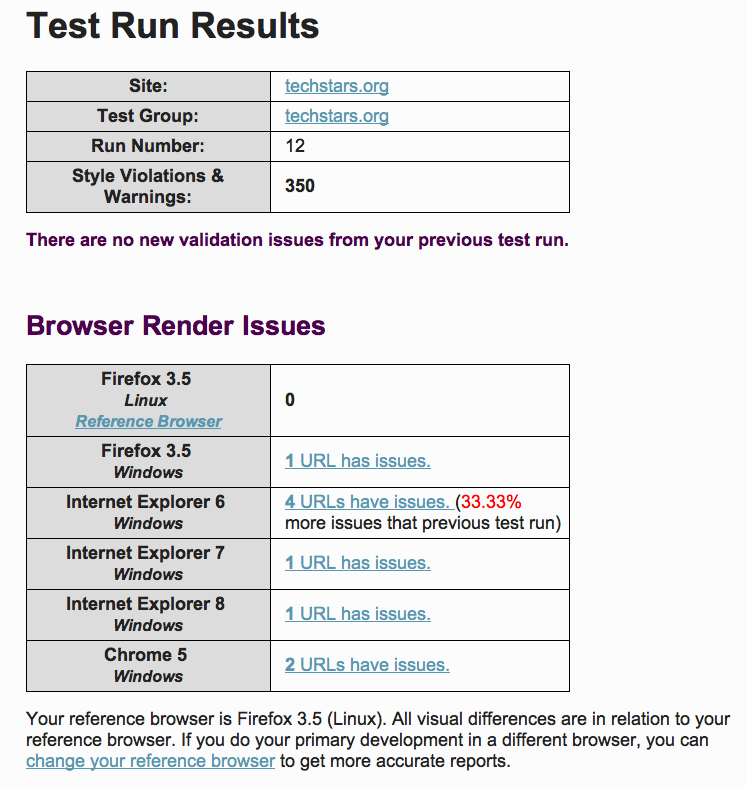 Test Run Results
Site: techstars.org
Test Group: techstars.org
Run Number: 12
Style Violations &
Warnings: 350
There are no new validation issues from your previous test run.
Browser Render Issues
Firefox 3.5
Linux
Reference Browser
0
Firefox 3.5
Windows
1 URL has issues.
Internet Explorer 6
Windows
4 URLs have issues. (33.33%
more issues that previous test run)
Internet Explorer 7
Windows
1 URL has issues.
Internet Explorer 8
Windows
1 URL has issues.
Chrome 5
Windows
2 URLs have issues.
Your reference browser is Firefox 3.5 (Linux). All visual differences are in relation to your
reference browser. If you do your primary development in a different browser, you can
change your reference browser to get more accurate reports.